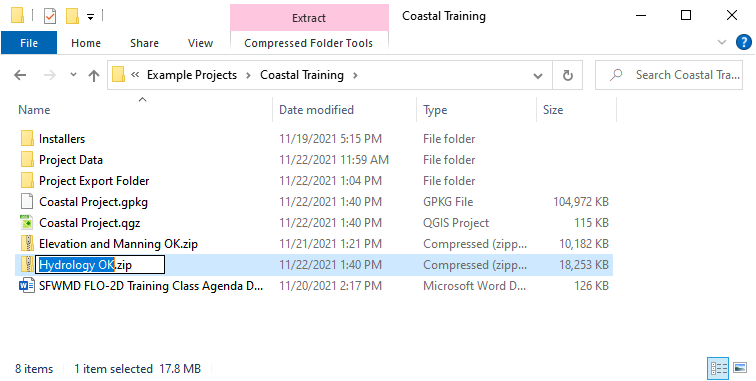 Extract
Coastal Training
File
Home
Share
View
Compressed Folder Tools
« Example Projects > Coastal Training >
Search Coastal Tra...
Name
Date modified
Type
Size
Installers 11/19/2021 5:15 PM File folder
Project Data 11/22/2021 11:59 AM File folder
Project Export Folder 11/22/2021 1:04 PM File folder
Coastal Project.gpkg 11/22/2021 1:40 PM GPKG File 104,972 KB
Coastal Project.qgz 11/22/2021 1:40 PM QGIS Project 115 KB
Elevation and Manning OK.zip 11/21/2021 1:21 PM Compressed (zipp... 10,182 KB
Hydrology OK.zip 11/22/2021 1:40 PM Compressed (zipp... 18,253 KB
SFWMD FLO-2D Training Class Agenda D... 11/20/2021 2:17 PM Microsoft Word D... 126 KB
8 items 1 item selected 17.8 MB